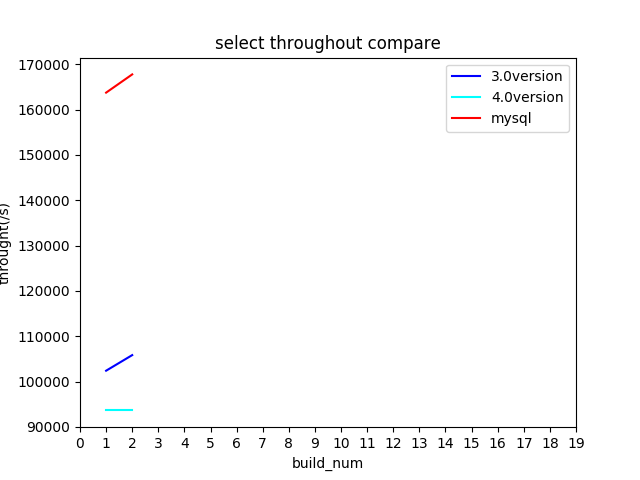 select throughout compare
3.0version
4.0version
mysql
throught(/s)
170000
160000
150000
140000
130000
120000
110000
100000
90000
0 1 2 3 4 5 6 7 8 9 10 11 12 13 14 15 16 17 18 19
build_num